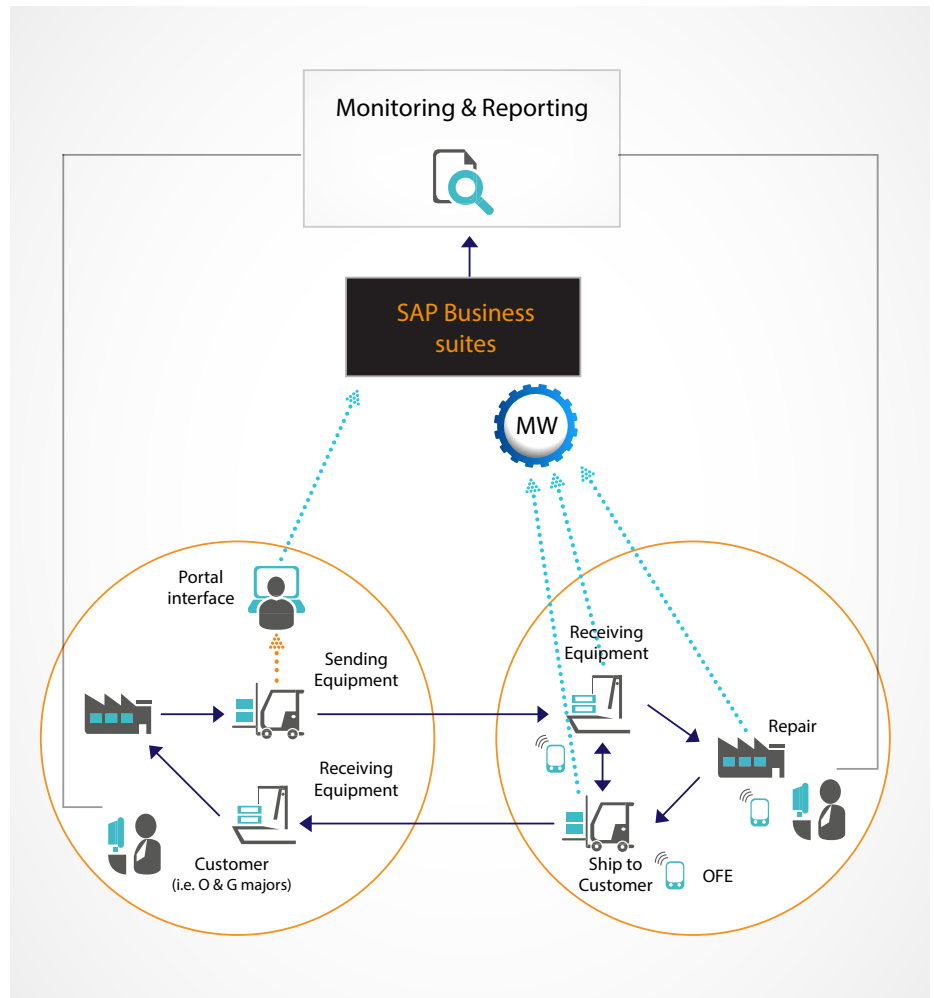 Monitoring & Reporting
SAP Business
suites
MW
Portal
interface
Sending
Equipment
Receiving
Equipment
Customer
(i.e. O & G majors)
Receiving
Equipment
Repair
Ship to
Customer
OFE